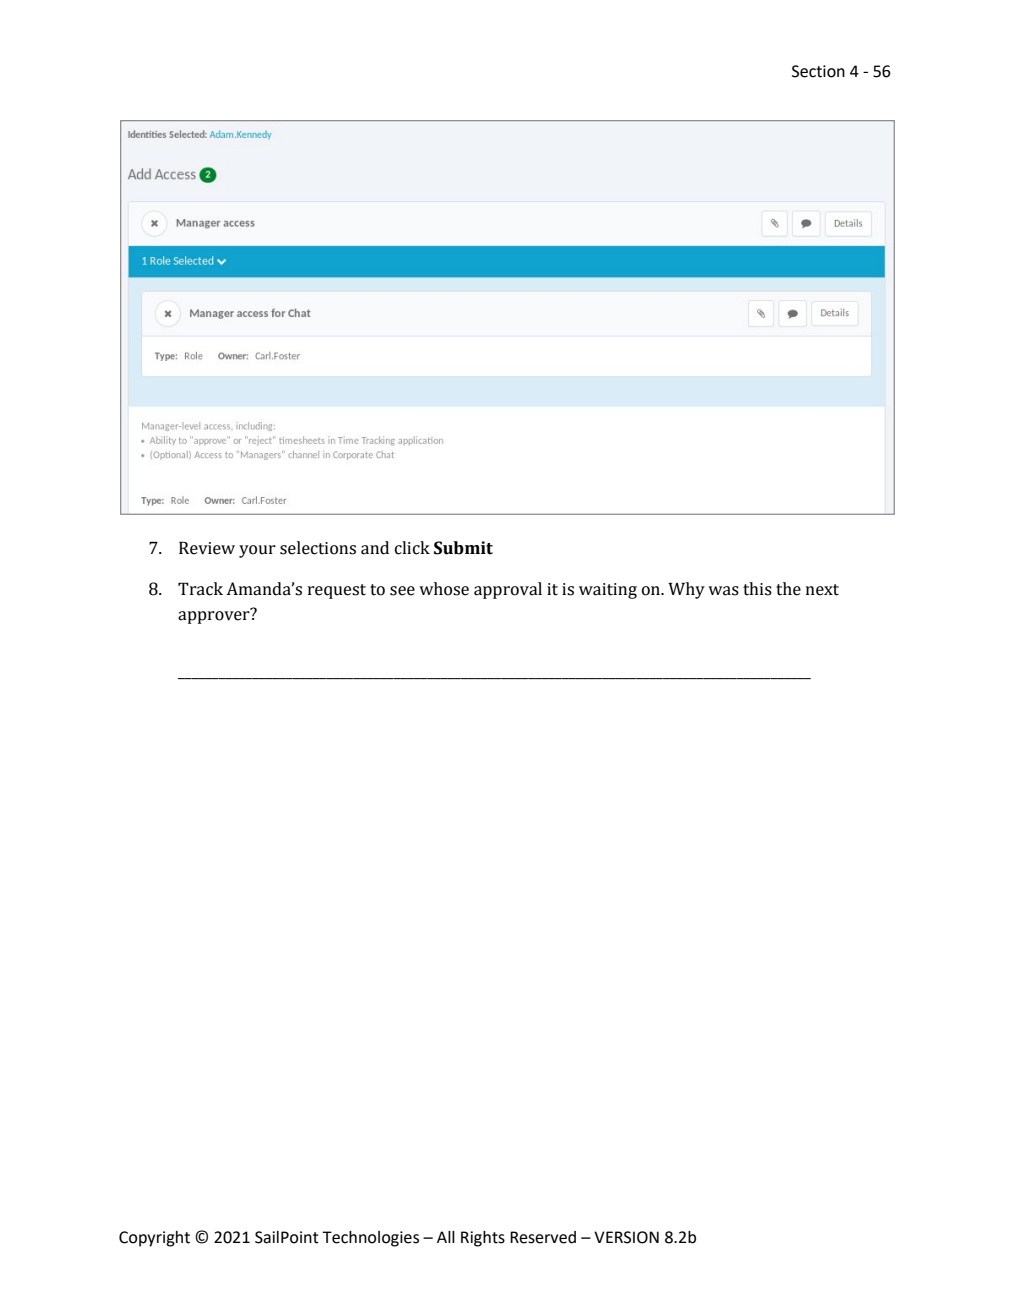 Section 4 - 56
Identities Selected: Adam.Kennedy
Add Access 2
Manager access
Details
1 Role Selected
Manager access for Chat
Details
Type: Role Owner: Carl.Foster
Manager-level access, including:
• Ability to "approve" or "reject" timesheets in Time Tracking application
• (Optional) Access to "Managers" channel in Corporate Chat
Type: Role Owner: Carl.Foster
7. Review your selections and click Submit
8. Track Amanda’s request to see whose approval it is waiting on. Why was this the next
approver?
Copyright © 2021 SailPoint Technologies – All Rights Reserved – VERSION 8.2b